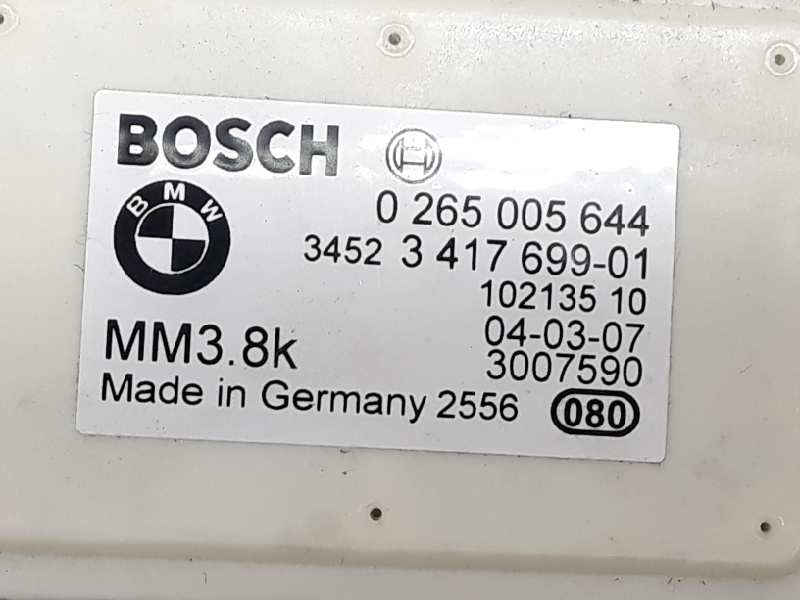 BOSCH
BMW
0 265 005 644
3452 3 417 699-01
102135 10
MM3.8k
04-03-07
3007590
Made in Germany 2556
080